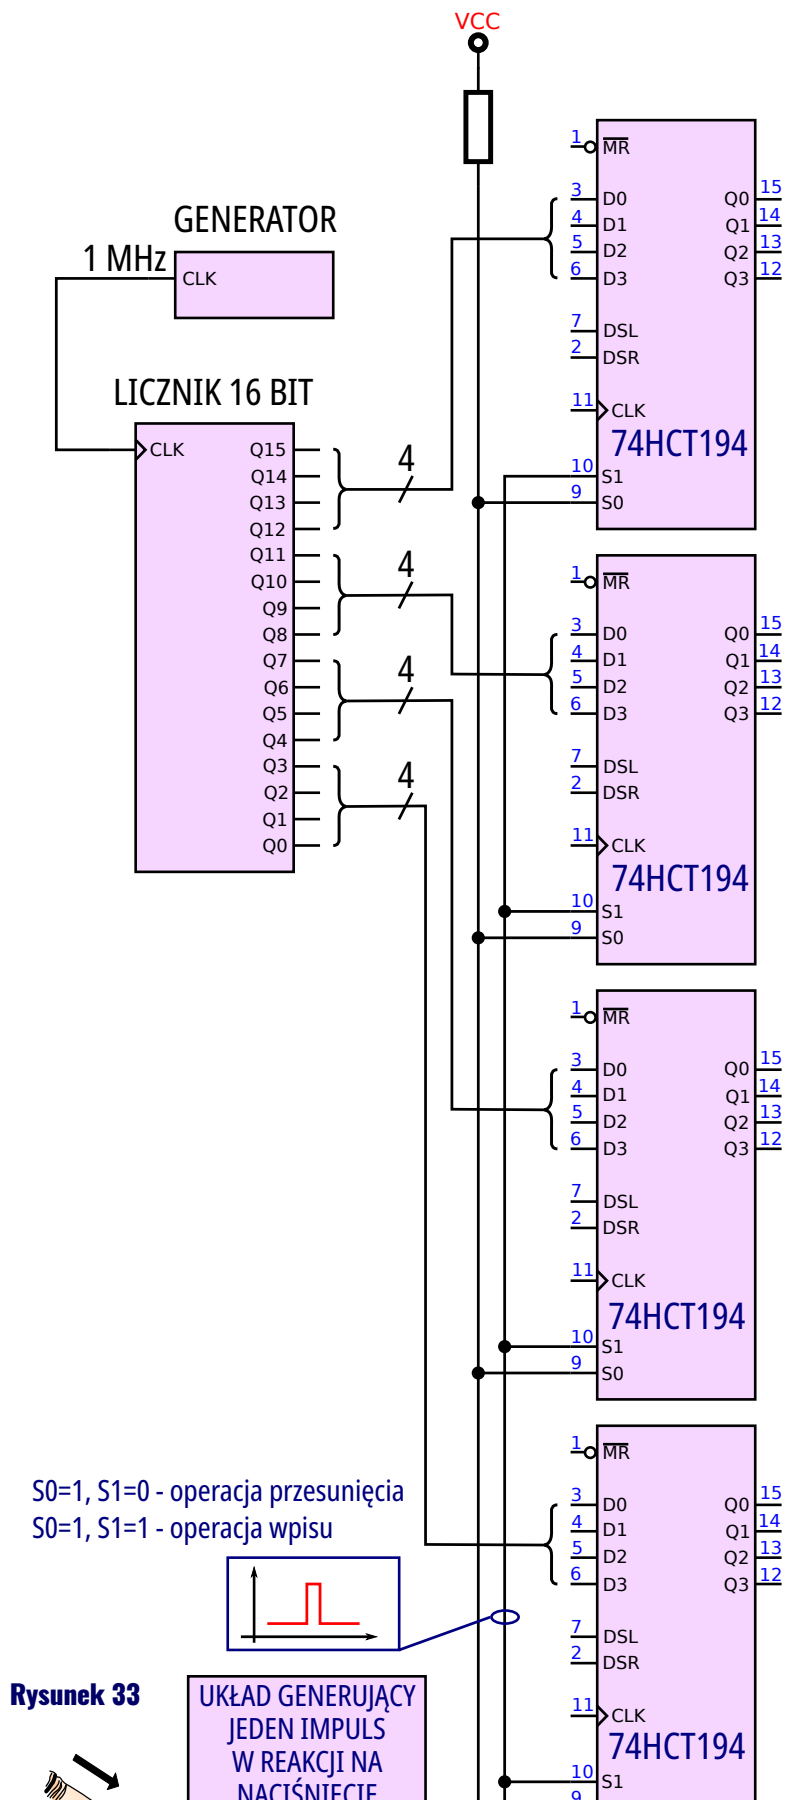 VCC
GENERATOR
1 MHz
CLK
LICZNIK 16 BIT
CLK
Q15
Q14
Q13
Q12
Q11
Q10
Q9
Q8
Q7
Q6
Q5
Q4
Q3
Q2
Q1
Q0
4
4
4
4
1 MR
3 D0 Q0 15
4 D1 Q1 14
5 D2 Q2 13
6 D3 Q3 12
7 DSL
2 DSR
11 CLK
74HCT194
10 S1
9 S0
1 MR
3 D0 Q0 15
4 D1 Q1 14
5 D2 Q2 13
6 D3 Q3 12
7 DSL
2 DSR
11 CLK
74HCT194
10 S1
9 S0
1 MR
3 D0 Q0 15
4 D1 Q1 14
5 D2 Q2 13
6 D3 Q3 12
7 DSL
2 DSR
11 CLK
74HCT194
10 S1
9 S0
1 MR
3 D0 Q0 15
4 D1 Q1 14
5 D2 Q2 13
6 D3 Q3 12
7 DSL
2 DSR
11 CLK
74HCT194
10 S1
9
S0=1, S1=0 - operacja przesunięcia
S0=1, S1=1 - operacja wpisu
Rysunek 33
UKŁAD GENERUJĄCY
JEDEN IMPULS
W REAKCJI NA
NACIŚNIĘCIE